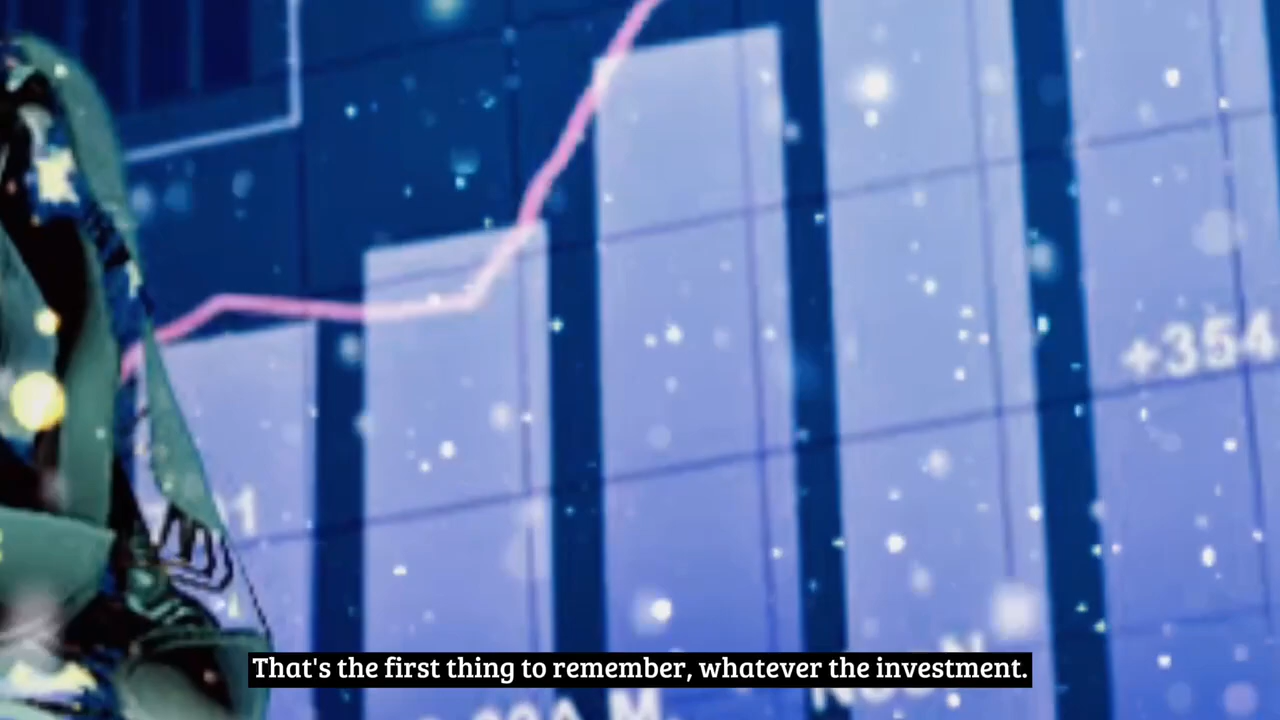 +354
That's the first thing to remember, whatever the investment.